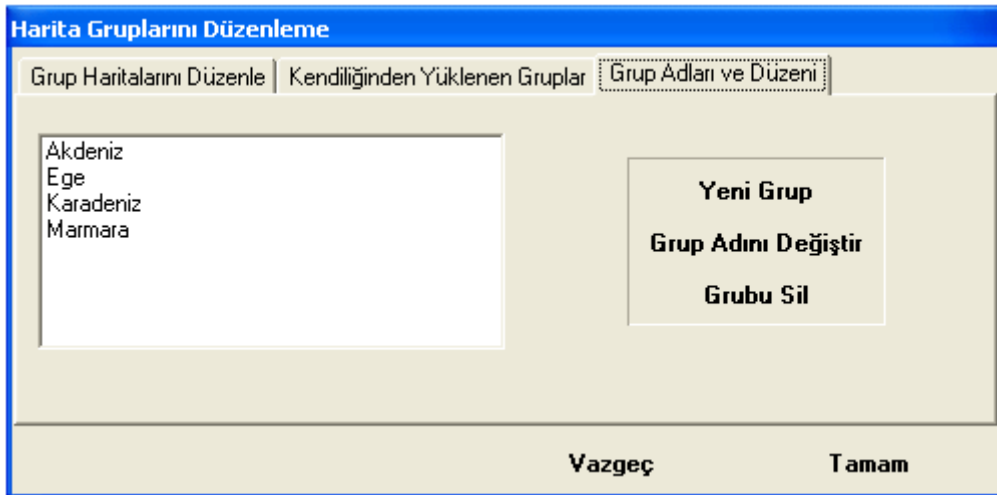 Harita Gruplarını Düzenleme
Grup Haritalarını Düzenle Kendiliğinden Yüklenen Gruplar Grup Adları ve Düzeni
Akdeniz
Ege
Karadeniz
Marmara
Yeni Grup
Grup Adını Değiştir
Grubu Sil
Vazgeç Tamam